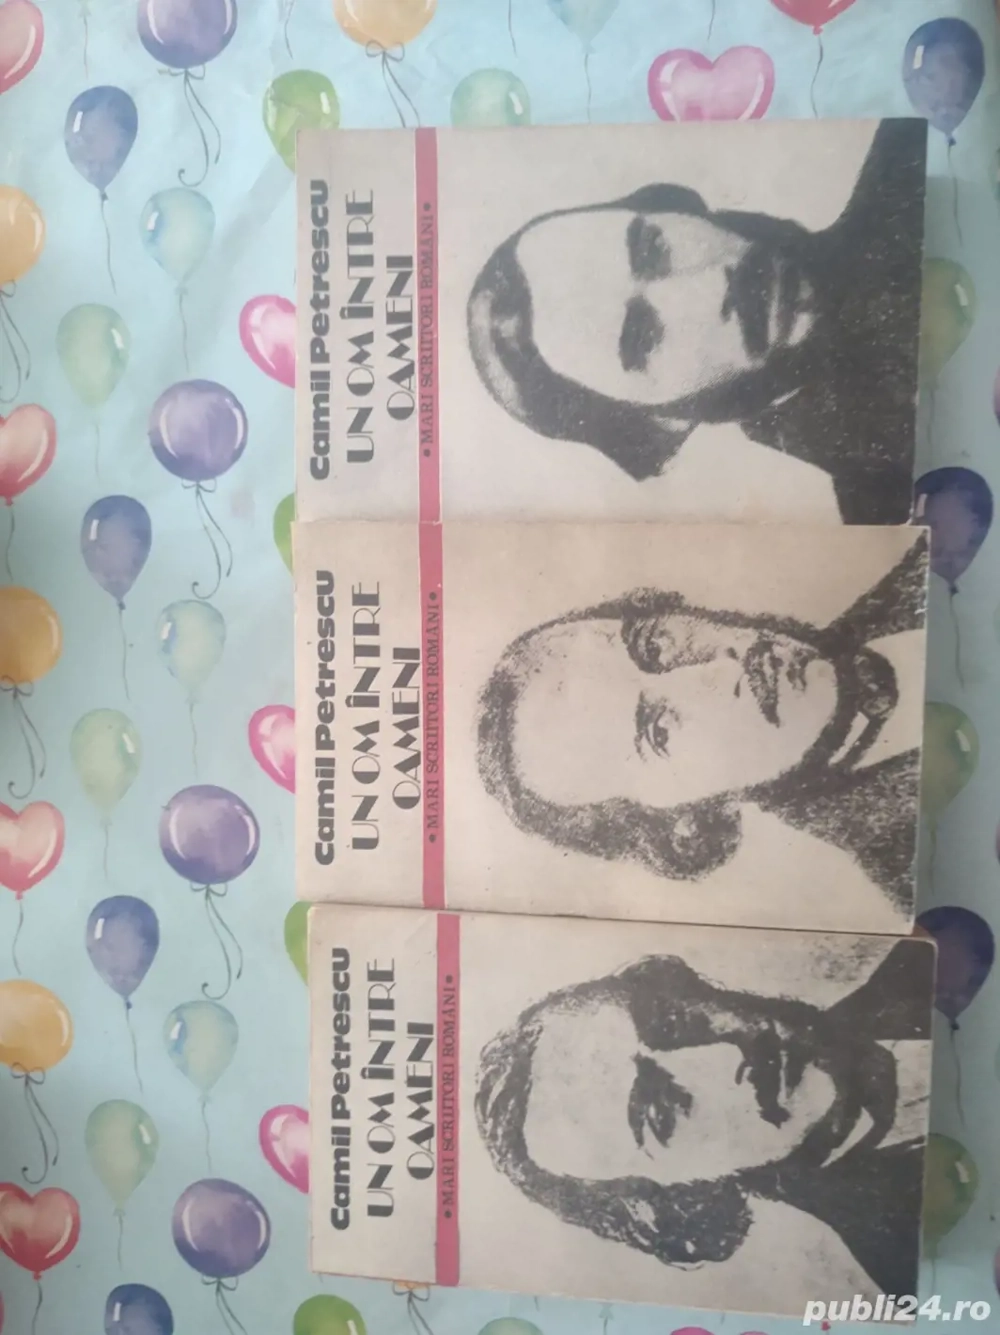 Camil Petrescu
UN OM ÎNTRE
OAMENI
• MARI SCRIITORI ROMÂNI •
Camil Petrescu
UN OM ÎNTRE
OAMENI
• MARI SCRIITORI ROMÂNI •
Camil Petrescu
UN OM ÎNTRE
OAMENI
• MARI SCRIITORI ROMÂNI •
publi24.ro